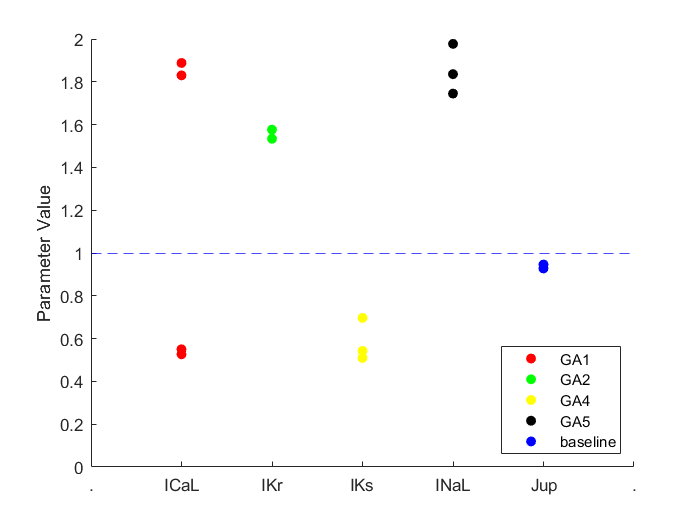 Parameter Value
2
1.8
1.6
1.4
1.2
1
0.8
0.6
0.4
0.2
0
. ICaL IKr IKs INaL Jup .
GA1
GA2
GA4
GA5
baseline